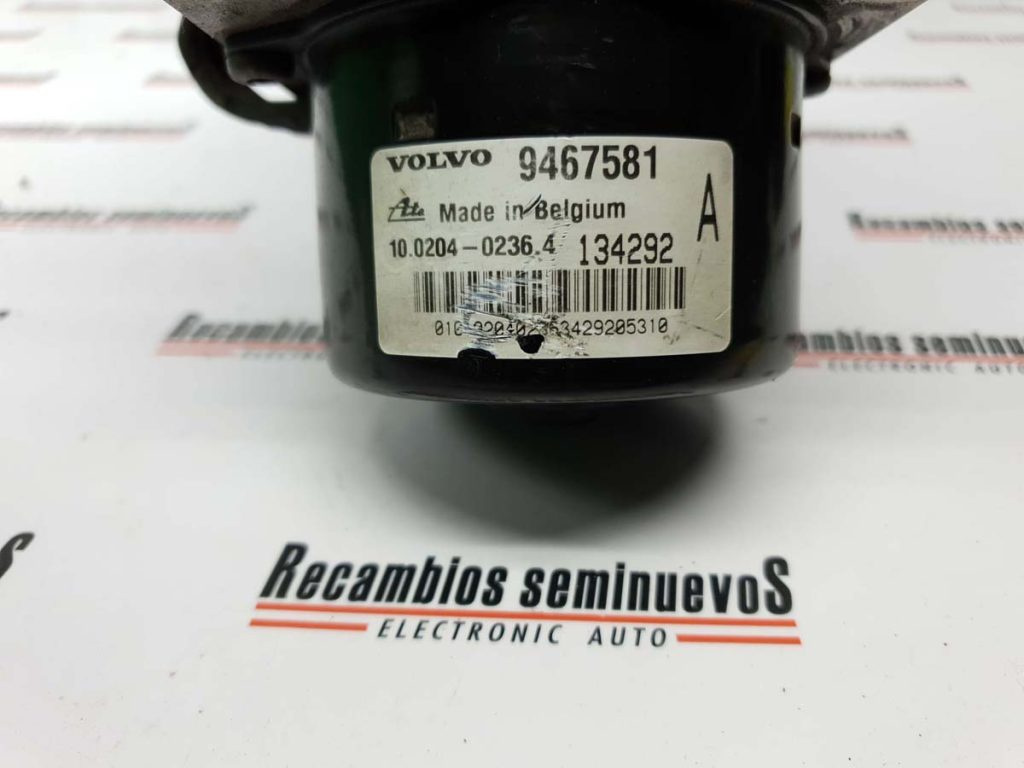 VOLVO 9467581
Ate Made in Belgium A
10.0204-0236.4 134292
Recambios seminuevoS
ELECTRONIC AUTO